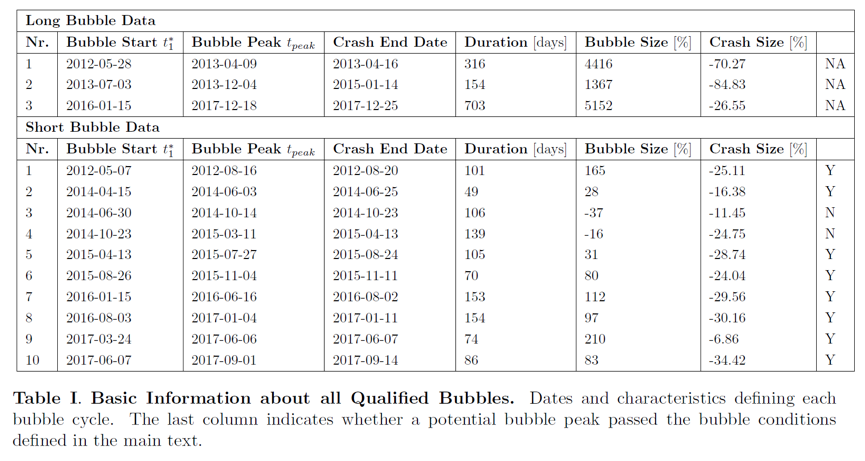 Long Bubble Data
Nr. Bubble Start t₁* Bubble Peak t_peak Crash End Date Duration [days] Bubble Size [%] Crash Size [%]
1 2012-05-28 2013-04-09 2013-04-16 316 4416 -70.27 NA
2 2013-07-03 2013-12-04 2015-01-14 154 1367 -84.83 NA
3 2016-01-15 2017-12-18 2017-12-25 703 5152 -26.55 NA
Short Bubble Data
Nr. Bubble Start t₁* Bubble Peak t_peak Crash End Date Duration [days] Bubble Size [%] Crash Size [%]
1 2012-05-07 2012-08-16 2012-08-20 101 165 -25.11 Y
2 2014-04-15 2014-06-03 2014-06-25 49 28 -16.38 Y
3 2014-06-30 2014-10-14 2014-10-23 106 -37 -11.45 N
4 2014-10-23 2015-03-11 2015-04-13 139 -16 -24.75 N
5 2015-04-13 2015-07-27 2015-08-24 105 31 -28.74 Y
6 2015-08-26 2015-11-04 2015-11-11 70 80 -24.04 Y
7 2016-01-15 2016-06-16 2016-08-02 153 112 -29.56 Y
8 2016-08-03 2017-01-04 2017-01-11 154 97 -30.16 Y
9 2017-03-24 2017-06-06 2017-06-07 74 210 -6.86 Y
10 2017-06-07 2017-09-01 2017-09-14 86 83 -34.42 Y
Table I. Basic Information about all Qualified Bubbles. Dates and characteristics defining each
bubble cycle. The last column indicates whether a potential bubble peak passed the bubble conditions
defined in the main text.